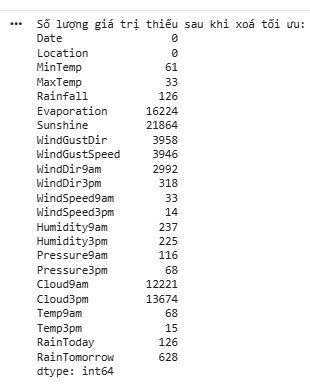 ••• Số lượng giá trị thiếu sau khi xoá tối ưu:
Date 0
Location 0
MinTemp 61
MaxTemp 33
Rainfall 126
Evaporation 16224
Sunshine 21864
WindGustDir 3958
WindGustSpeed 3946
WindDir9am 2992
WindDir3pm 318
WindSpeed9am 33
WindSpeed3pm 14
Humidity9am 237
Humidity3pm 225
Pressure9am 116
Pressure3pm 68
Cloud9am 12221
Cloud3pm 13674
Temp9am 68
Temp3pm 15
RainToday 126
RainTomorrow 628
dtype: int64